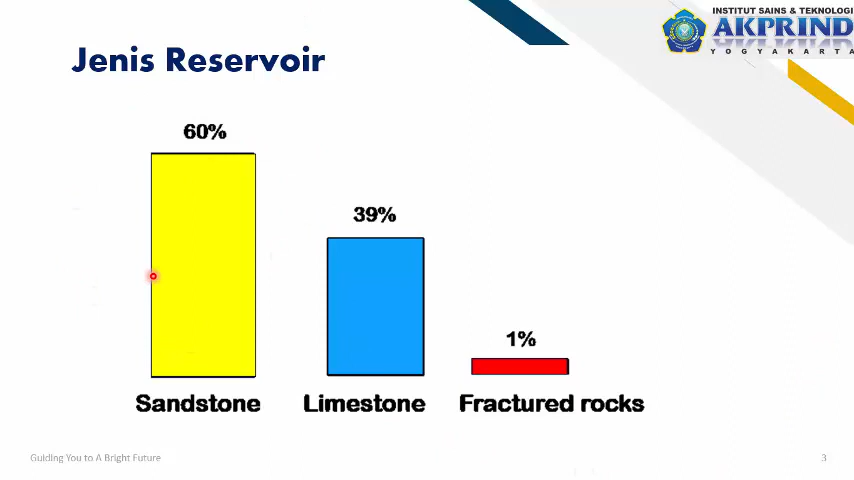 INSTITUT SAINS & TEKNOLOGI
AKPRIND
YOGYAKARTA
Jenis Reservoir
60%
39%
1%
Sandstone
Limestone
Fractured rocks
Guiding You to A Bright Future
3